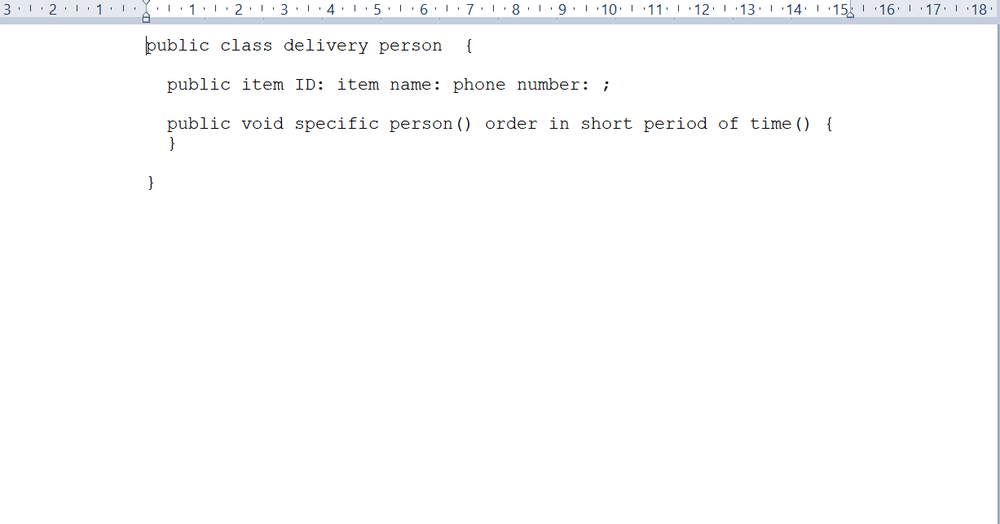 3 2 1 1 2 3 4 5 6 7 8 9 10 11 12 13 14 15 16 17 18
public class delivery person  {
public item ID: item name: phone number: ;
public void specific person() order in short period of time() {
}
}